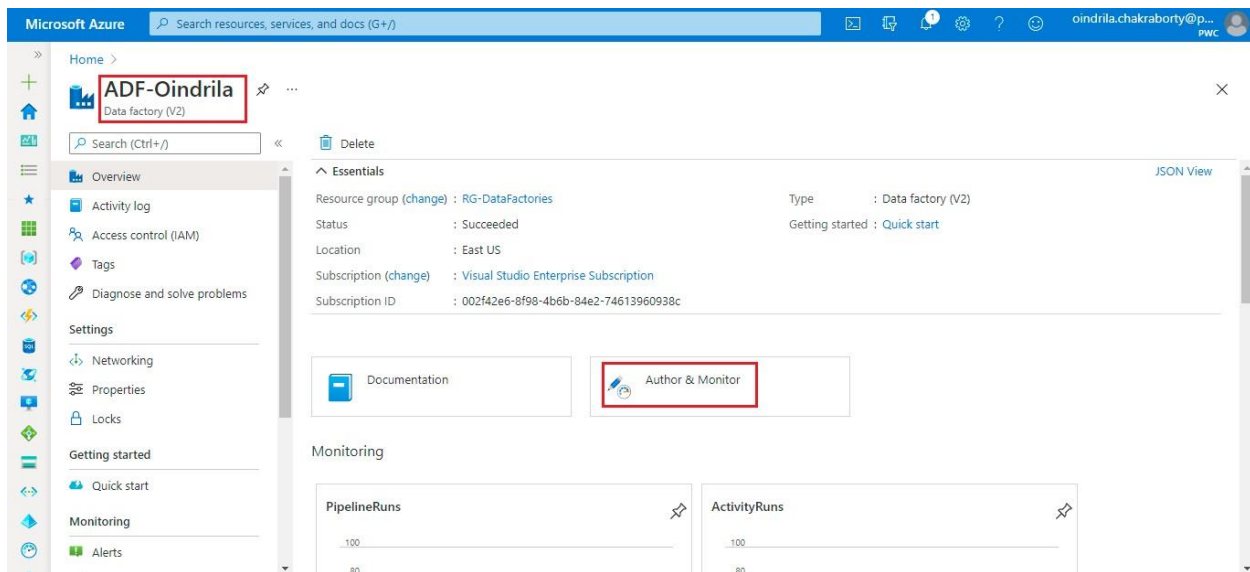 Microsoft Azure
Search resources, services, and docs (G+/)
1
oindrila.chakraborty@p...
PWC
Home >
ADF-Oindrila
...
Data factory (V2)
Search (Ctrl+/)
Overview
Activity log
Access control (IAM)
Tags
Diagnose and solve problems
Settings
Networking
Properties
Locks
Getting started
Quick start
Monitoring
Alerts
Delete
Essentials
JSON View
Resource group (change) : RG-DataFactories
Status : Succeeded
Location : East US
Subscription (change) : Visual Studio Enterprise Subscription
Subscription ID : 002f42e6-8f98-4b6b-84e2-74613960938c
Type : Data factory (V2)
Getting started : Quick start
Documentation
Author & Monitor
Monitoring
PipelineRuns
100
80
ActivityRuns
100
80